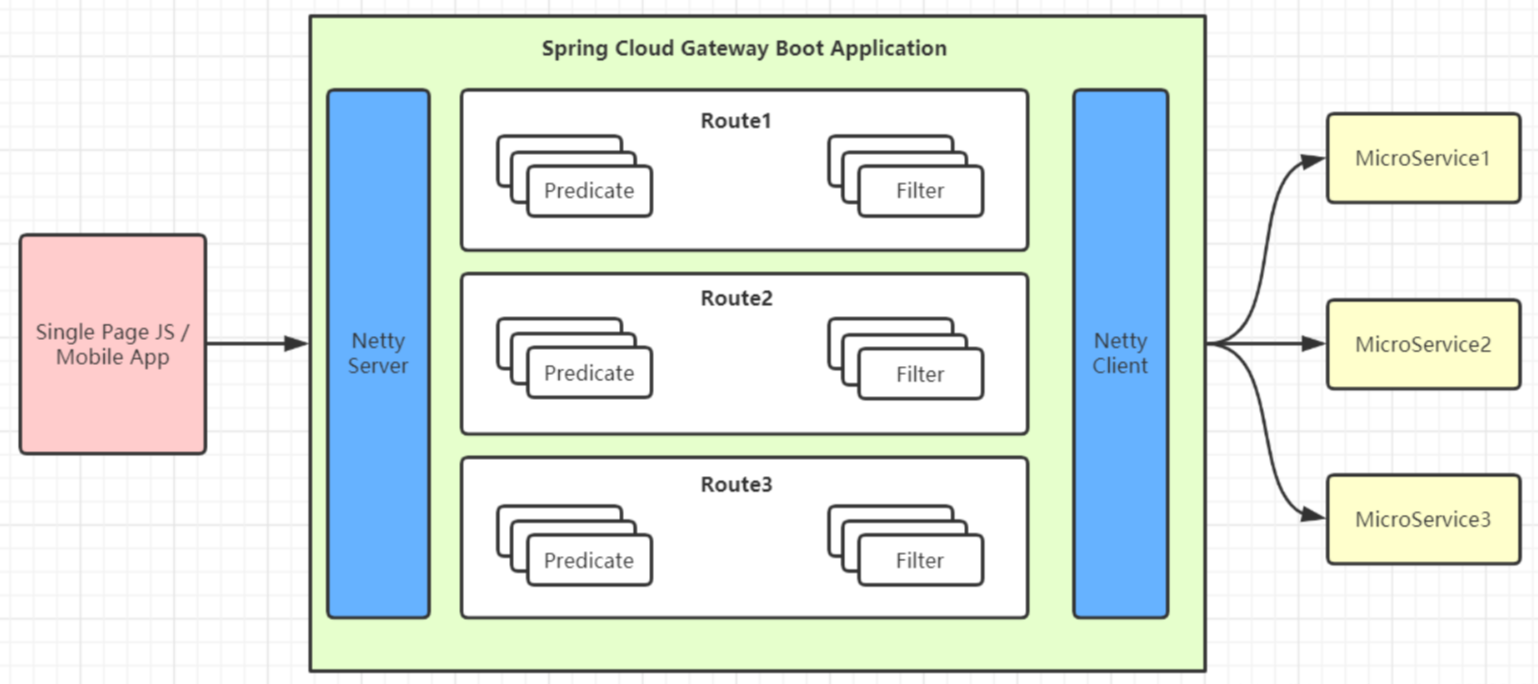 Spring Cloud Gateway Boot Application
Single Page JS /
Mobile App
Netty
Server
Route1
Predicate
Filter
Route2
Predicate
Filter
Route3
Predicate
Filter
Netty
Client
MicroService1
MicroService2
MicroService3